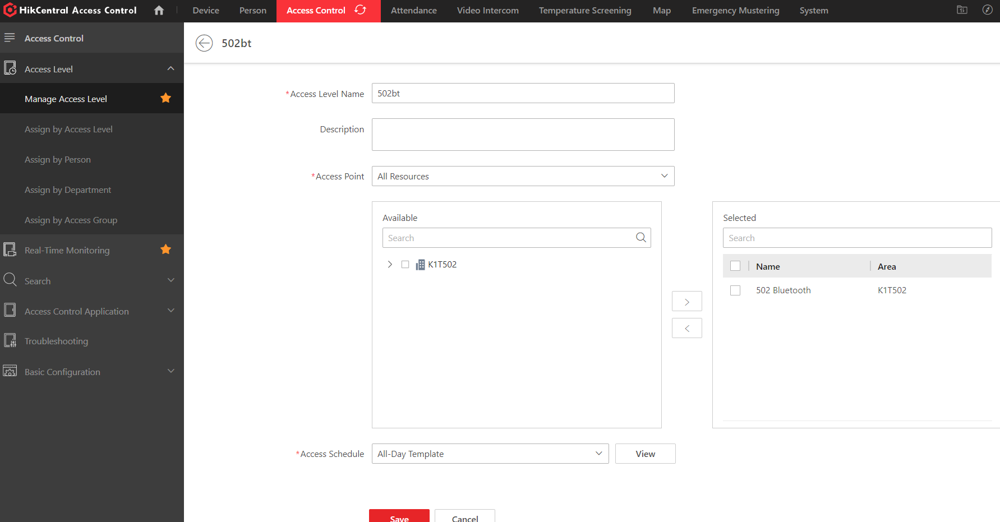 HikCentral Access Control
Device Person Access Control Attendance Video Intercom Temperature Screening Map Emergency Mustering System
Access Control
Access Level
Manage Access Level
Assign by Access Level
Assign by Person
Assign by Department
Assign by Access Group
Real-Time Monitoring
Search
Access Control Application
Troubleshooting
Basic Configuration
502bt
*Access Level Name 502bt
Description
*Access Point All Resources
Available
Search
K1T502
Selected
Search
Name Area
502 Bluetooth K1T502
*Access Schedule All-Day Template View
Save Cancel